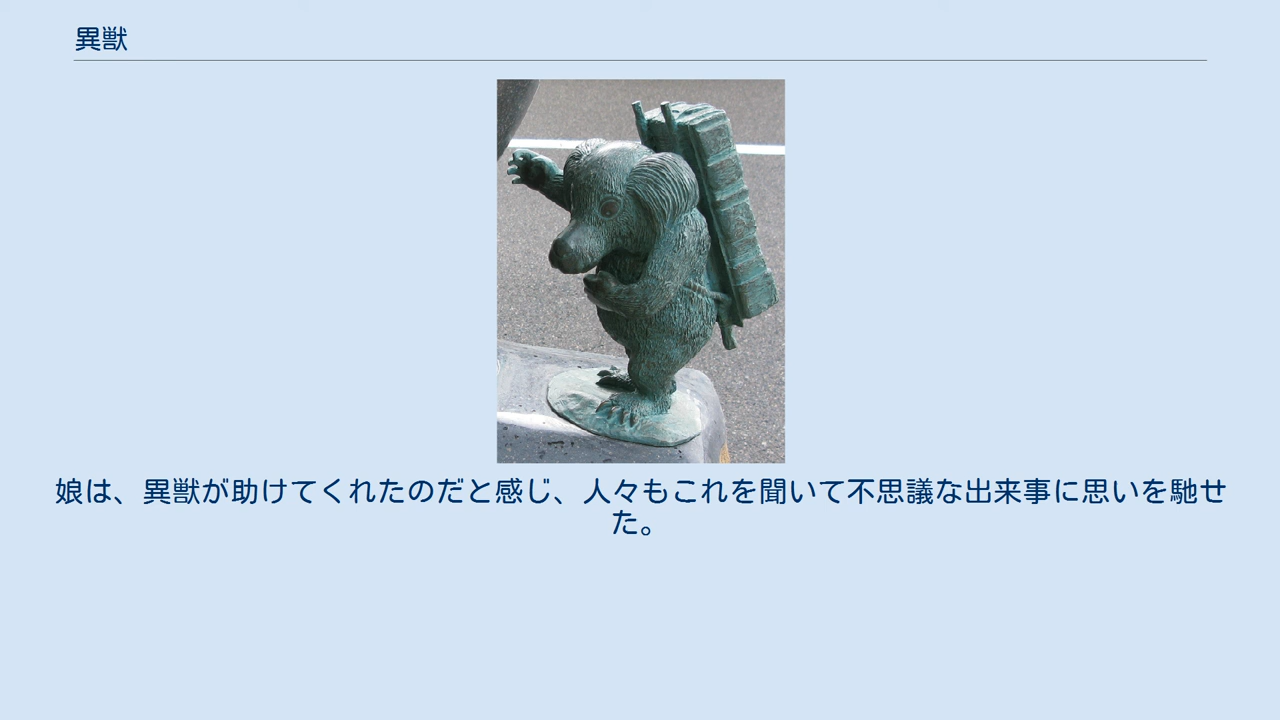 異獣
娘は、異獣が助けてくれたのだと感じ、人々もこれを聞いて不思議な出来事に思いを馳せ
た。